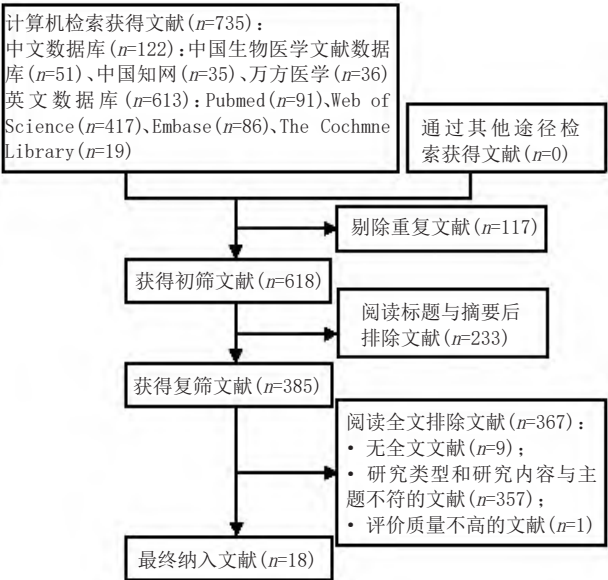 计算机检索获得文献(n=735)：
中文数据库(n=122)：中国生物医学文献数据
库(n=51)、中国知网(n=35)、万方医学(n=36)
英文数据库(n=613)：Pubmed(n=91)、Web of
Science(n=417)、Embase(n=86)、The Cochmne
Library(n=19)
通过其他途径检
索获得文献(n=0)
剔除重复文献(n=117)
获得初筛文献(n=618)
阅读标题与摘要后
排除文献(n=233)
获得复筛文献(n=385)
阅读全文排除文献(n=367)：
• 无全文文献(n=9)；
• 研究类型和研究内容与主
题不符的文献(n=357)；
• 评价质量不高的文献(n=1)
最终纳入文献(n=18)